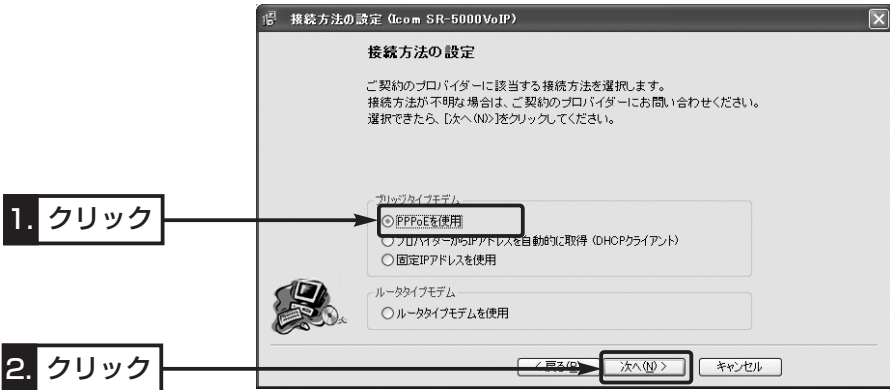 接続方法の設定 (Icom SR-5000VoIP)
接続方法の設定
ご契約のプロバイダーに該当する接続方法を選択します。
接続方法が不明な場合は、ご契約のプロバイダーにお問い合わせください。
選択できたら、[次へ(N)>]をクリックしてください。
ブリッジタイプモデム
1. クリック
PPPoEを使用
プロバイダーからIPアドレスを自動的に取得 (DHCPクライアント)
固定IPアドレスを使用
ルータタイプモデム
ルータタイプモデムを使用
2. クリック
< 戻る(B) 次へ(N) > キャンセル